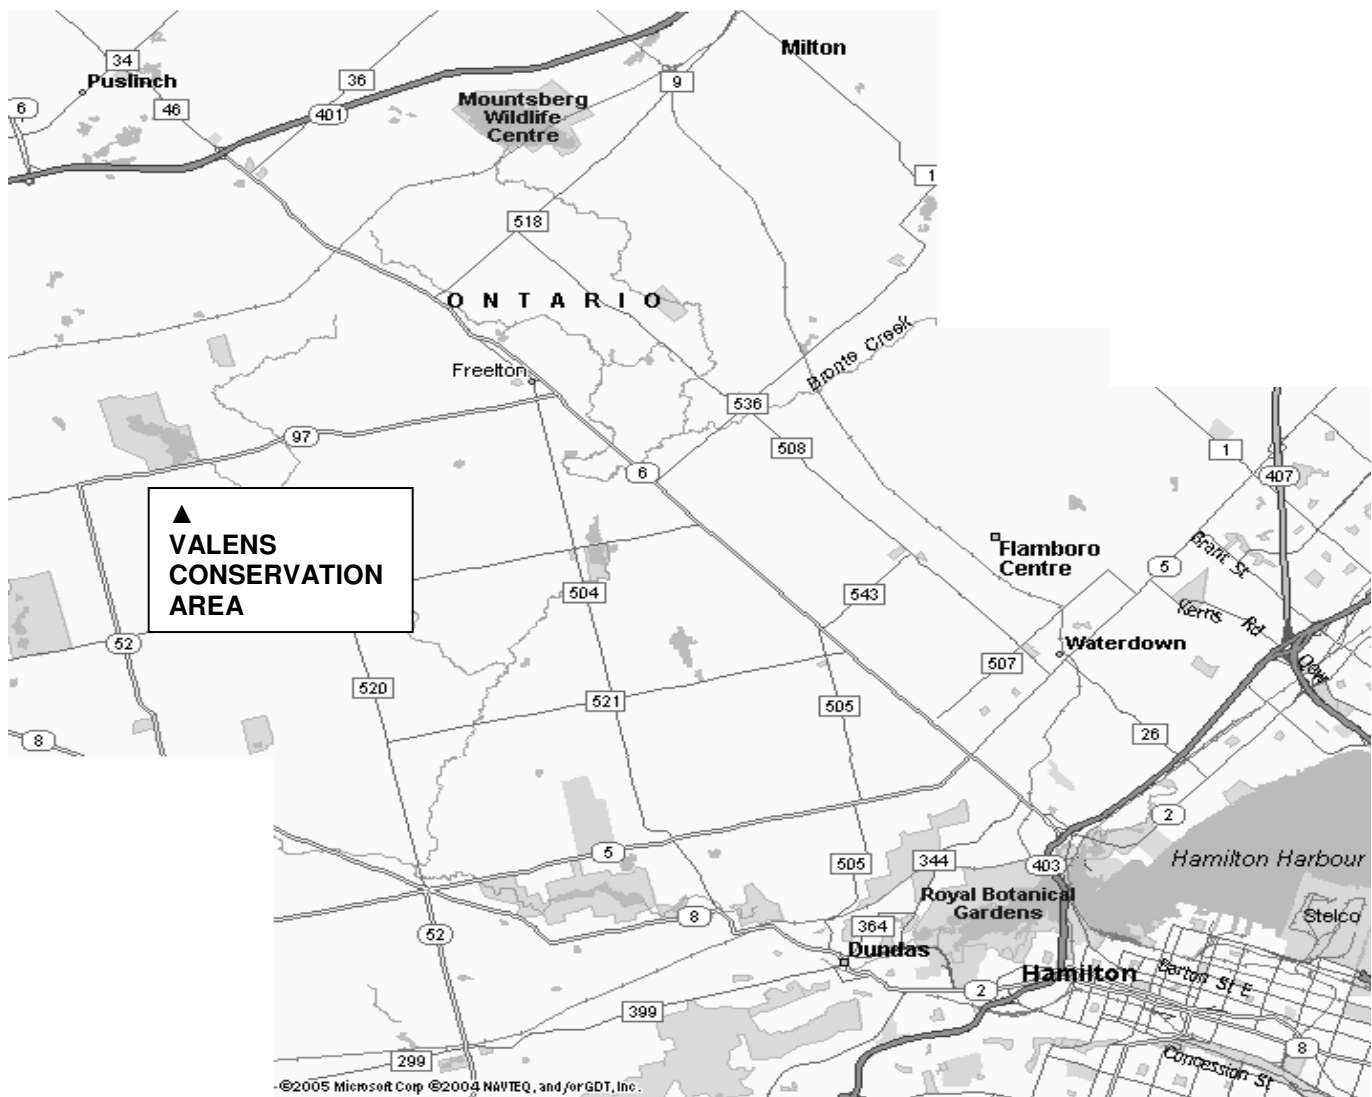 Milton
34
Puslinch
36
9
46
6
401
Mountsberg
Wildlife
Centre
1
518
ONTARIO
Bronte Creek
Freelton
536
97
508
1
6
407
▲
VALENS
CONSERVATION
AREA
Flamboro
Centre
Brant St
5
504
543
Kerns Rd
52
Waterdown
507
QEW
520
521
505
26
8
2
5
505
344
403
Hamilton Harbour
Royal Botanical
Gardens
8
364
Stelco
52
Dundas
Hamilton
Barton St E
2
399
8
299
Concession St
©2005 Microsoft Corp ©2004 NAVTEQ, and/or GDT, Inc.